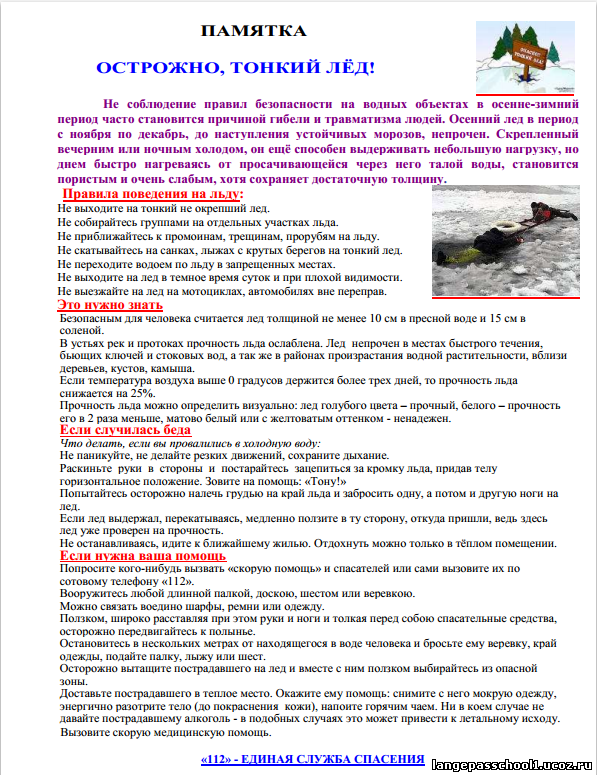 ПАМЯТКА
ОСТРОЖНО, ТОНКИЙ ЛЁД!
Не соблюдение правил безопасности на водных объектах в осенне-зимний
период часто становится причиной гибели и травматизма людей. Осенний лед в период
с ноября по декабрь, до наступления устойчивых морозов, непрочен. Скрепленный
вечерним или ночным холодом, он ещё способен выдерживать небольшую нагрузку, но
днем быстро нагреваясь от просачивающейся через него талой воды, становится
пористым и очень слабым, хотя сохраняет достаточную толщину.
Правила поведения на льду:
Не выходите на тонкий не окрепший лед.
Не собирайтесь группами на отдельных участках льда.
Не приближайтесь к промоинам, трещинам, прорубям на льду.
Не скатывайтесь на санках, лыжах с крутых берегов на тонкий лед.
Не переходите водоем по льду в запрещенных местах.
Не выходите на лед в темное время суток и при плохой видимости.
Не выезжайте на лед на мотоциклах, автомобилях вне переправ.
Это нужно знать
Безопасным для человека считается лед толщиной не менее 10 см в пресной воде и 15 см в
соленой.
В устьях рек и протоках прочность льда ослаблена. Лед непрочен в местах быстрого течения,
бьющих ключей и стоковых вод, а так же в районах произрастания водной растительности, вблизи
деревьев, кустов, камыша.
Если температура воздуха выше 0 градусов держится более трех дней, то прочность льда
снижается на 25%.
Прочность льда можно определить визуально: лед голубого цвета – прочный, белого – прочность
его в 2 раза меньше, матово белый или с желтоватым оттенком - ненадежен.
Если случилась беда
Что делать, если вы провалились в холодную воду:
Не паникуйте, не делайте резких движений, сохраните дыхание.
Раскиньте руки в стороны и постарайтесь зацепиться за кромку льда, придав телу
горизонтальное положение. Зовите на помощь: «Тону!»
Попытайтесь осторожно налечь грудью на край льда и забросить одну, а потом и другую ноги на
лед.
Если лед выдержал, перекатываясь, медленно ползите в ту сторону, откуда пришли, ведь здесь
лед уже проверен на прочность.
Не останавливаясь, идите к ближайшему жилью. Отдохнуть можно только в тёплом помещении.
Если нужна ваша помощь
Попросите кого-нибудь вызвать «скорую помощь» и спасателей или сами вызовите их по
сотовому телефону «112».
Вооружитесь любой длинной палкой, доскою, шестом или веревкою.
Можно связать воедино шарфы, ремни или одежду.
Ползком, широко расставляя при этом руки и ноги и толкая перед собою спасательные средства,
осторожно передвигайтесь к полынье.
Остановитесь в нескольких метрах от находящегося в воде человека и бросьте ему веревку, край
одежды, подайте палку, лыжу или шест.
Осторожно вытащите пострадавшего на лед и вместе с ним ползком выбирайтесь из опасной
зоны.
Доставьте пострадавшего в теплое место. Окажите ему помощь: снимите с него мокрую одежду,
энергично разотрите тело (до покраснения кожи), напоите горячим чаем. Ни в коем случае не
давайте пострадавшему алкоголь - в подобных случаях это может привести к летальному исходу.
Вызовите скорую медицинскую помощь.
«112» - ЕДИНАЯ СЛУЖБА СПАСЕНИЯ
langepasschool1.ucoz.ru